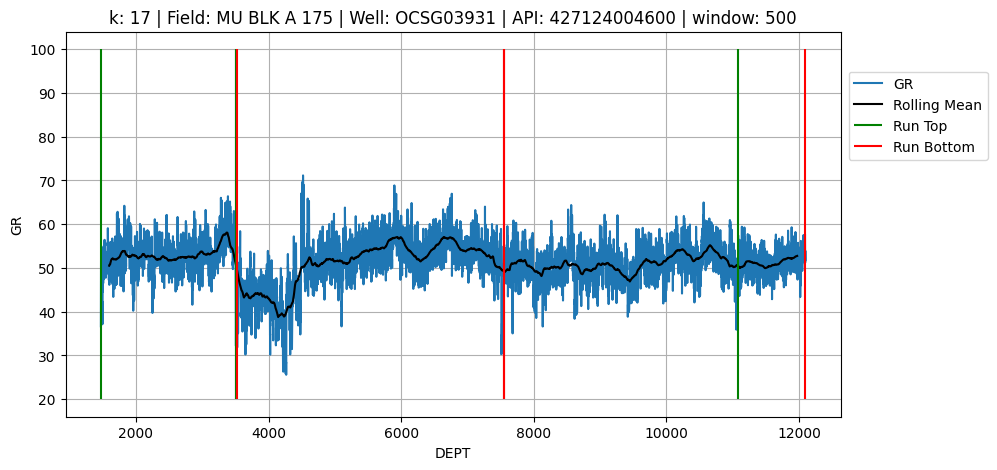 k: 17 | Field: MU BLK A 175 | Well: OCSG03931 | API: 427124004600 | window: 500
100
90
80
70
60
50
40
30
20
GR
2000
4000
6000
8000
10000
12000
DEPT
GR
Rolling Mean
Run Top
Run Bottom